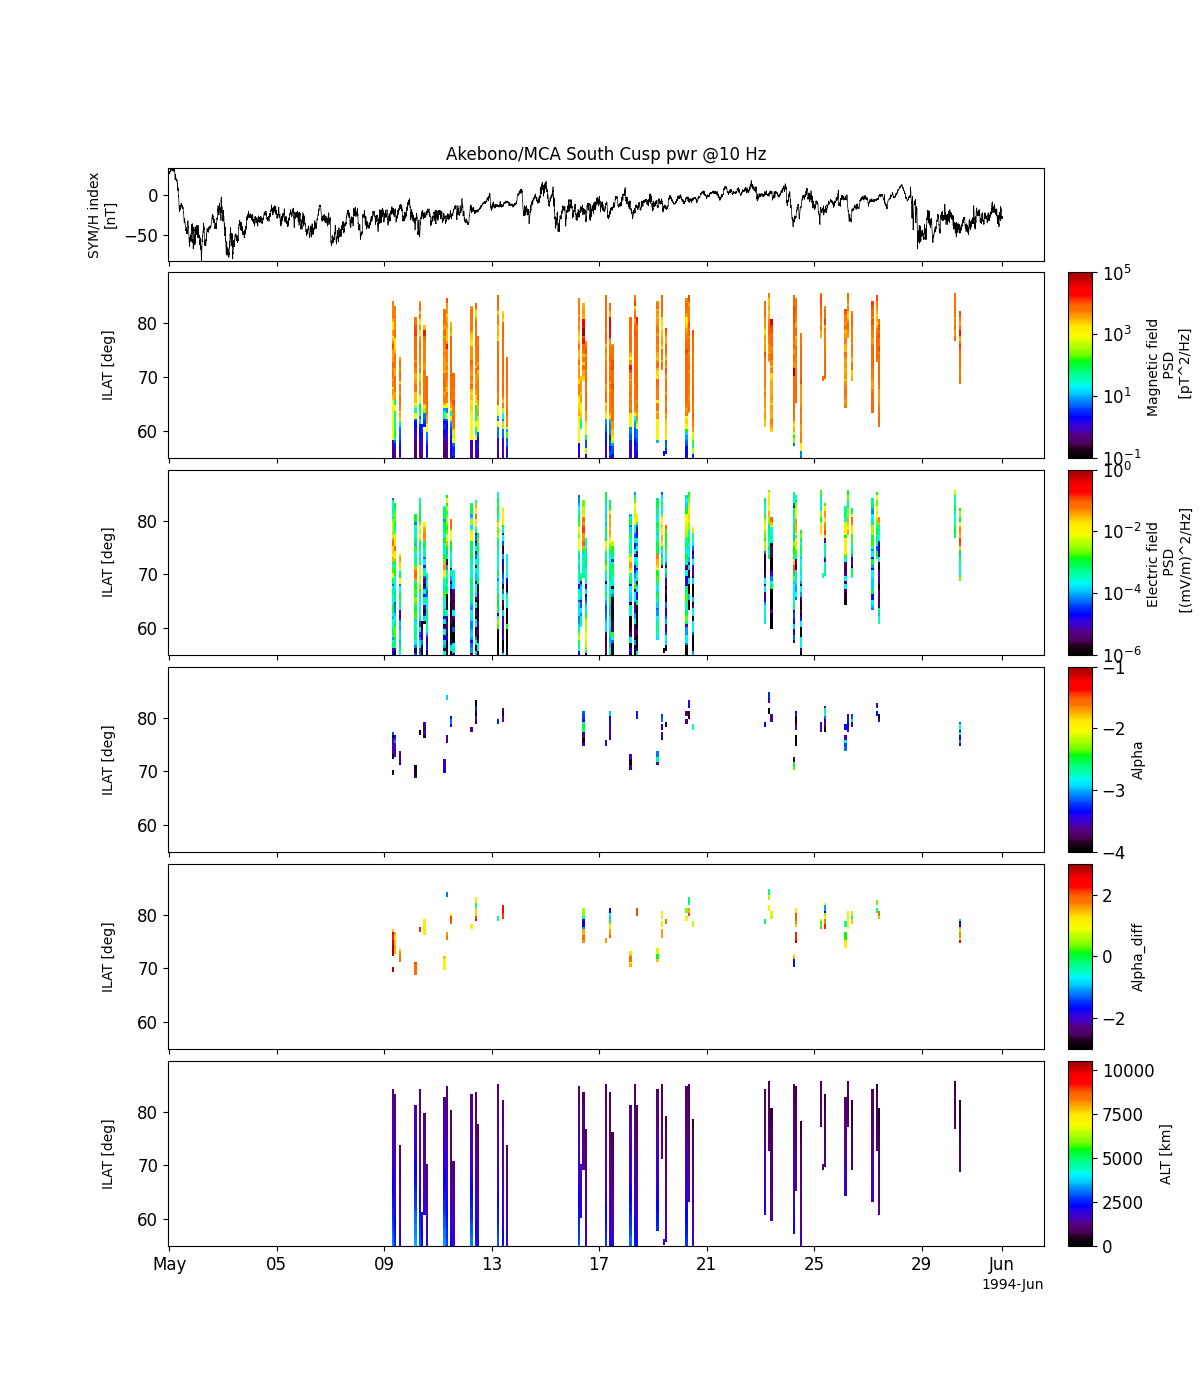 Akebono/MCA South Cusp pwr @10 Hz
SYM/H index
[nT]
0
−50
ILAT [deg]
80
70
60
10^5
10^3
10^1
10^−1
Magnetic field
PSD
[pT^2/Hz]
ILAT [deg]
80
70
60
10^0
10^−2
10^−4
10^−6
Electric field
PSD
[(mV/m)^2/Hz]
ILAT [deg]
80
70
60
−1
−2
−3
−4
Alpha
ILAT [deg]
80
70
60
2
0
−2
Alpha_diff
ILAT [deg]
80
70
60
10000
7500
5000
2500
0
ALT [km]
May 05 09 13 17 21 25 29 Jun
1994-Jun